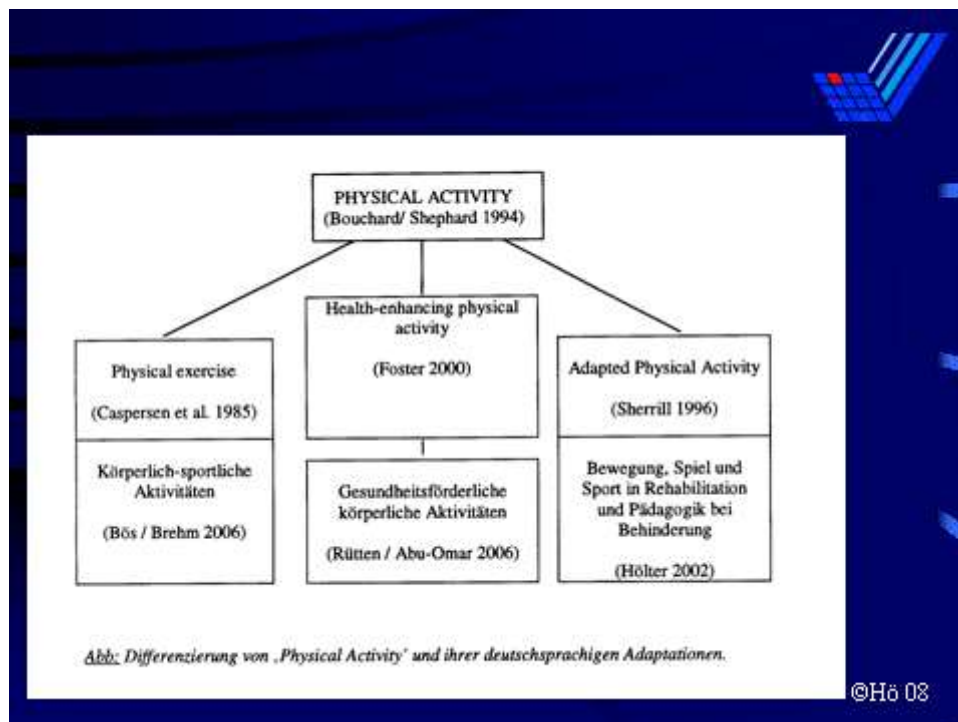 PHYSICAL ACTIVITY
(Bouchard/ Shephard 1994)
Physical exercise
(Caspersen et al. 1985)
Körperlich-sportliche
Aktivitäten
(Bös / Brehm 2006)
Health-enhancing physical
activity
(Foster 2000)
Gesundheitsförderliche
körperliche Aktivitäten
(Rütten / Abu-Omar 2006)
Adapted Physical Activity
(Sherrill 1996)
Bewegung, Spiel und
Sport in Rehabilitation
und Pädagogik bei
Behinderung
(Hölter 2002)
Abb: Differenzierung von ‚Physical Activity' und ihrer deutschsprachigen Adaptationen.
©Hö 08